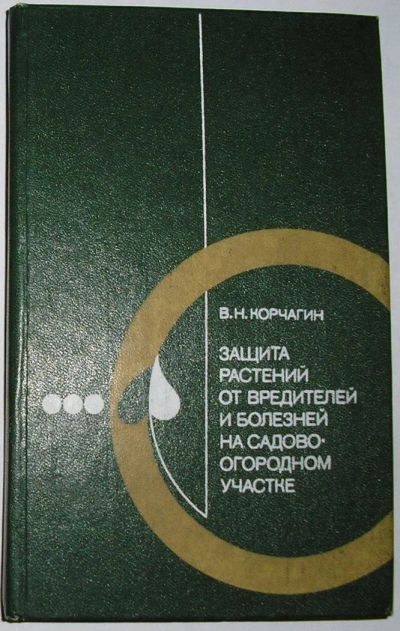 В.Н. КОРЧАГИН
ЗАЩИТА
РАСТЕНИЙ
ОТ ВРЕДИТЕЛЕЙ
И БОЛЕЗНЕЙ
НА САДОВО-
ОГОРОДНОМ
УЧАСТКЕ